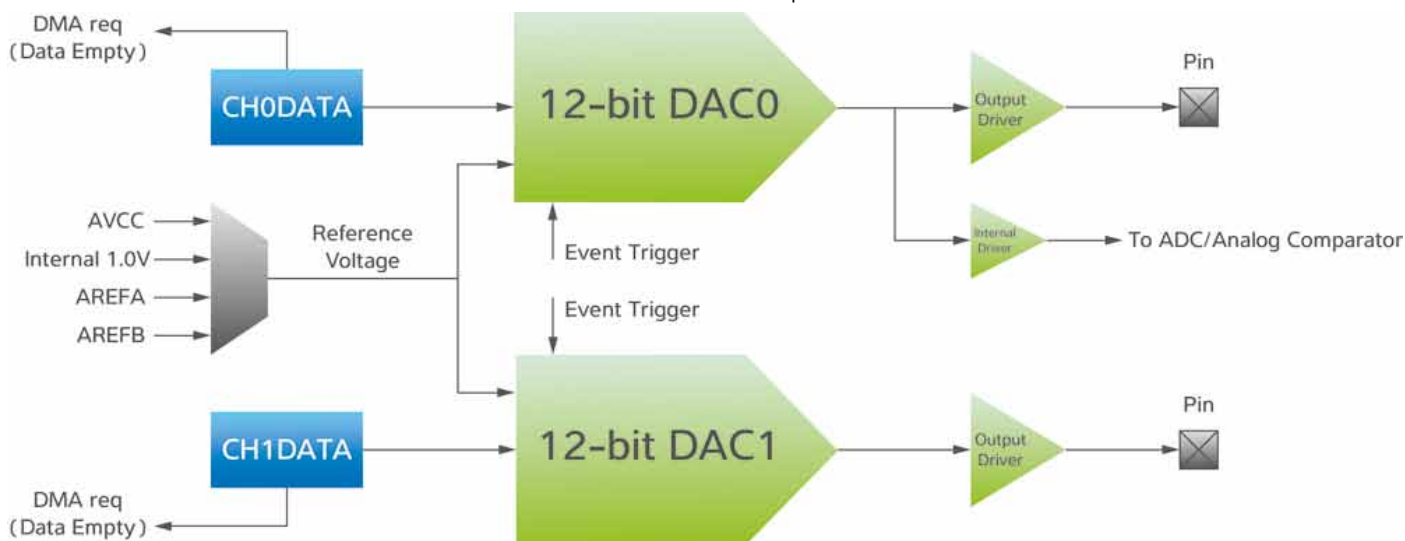 DMA req
(Data Empty)
CH0DATA
12-bit DAC0
Output
Driver
Pin
AVCC
Internal 1.0V
AREFA
AREFB
Reference
Voltage
Event Trigger
Event Trigger
Internal
Driver
To ADC/Analog Comparator
CH1DATA
12-bit DAC1
Output
Driver
Pin
DMA req
(Data Empty)